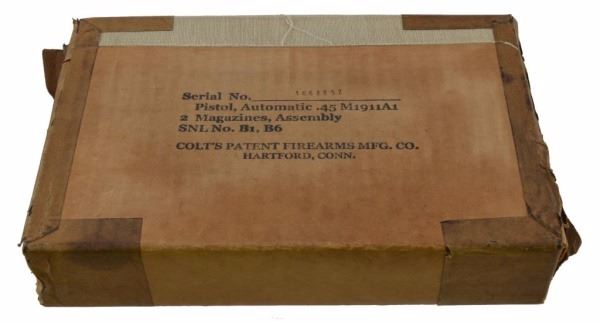 Serial No.
Pistol, Automatic .45 M1911A1
2 Magazines, Assembly
SNL No. B1, B6
COLT'S PATENT FIREARMS MFG. CO.
HARTFORD, CONN.